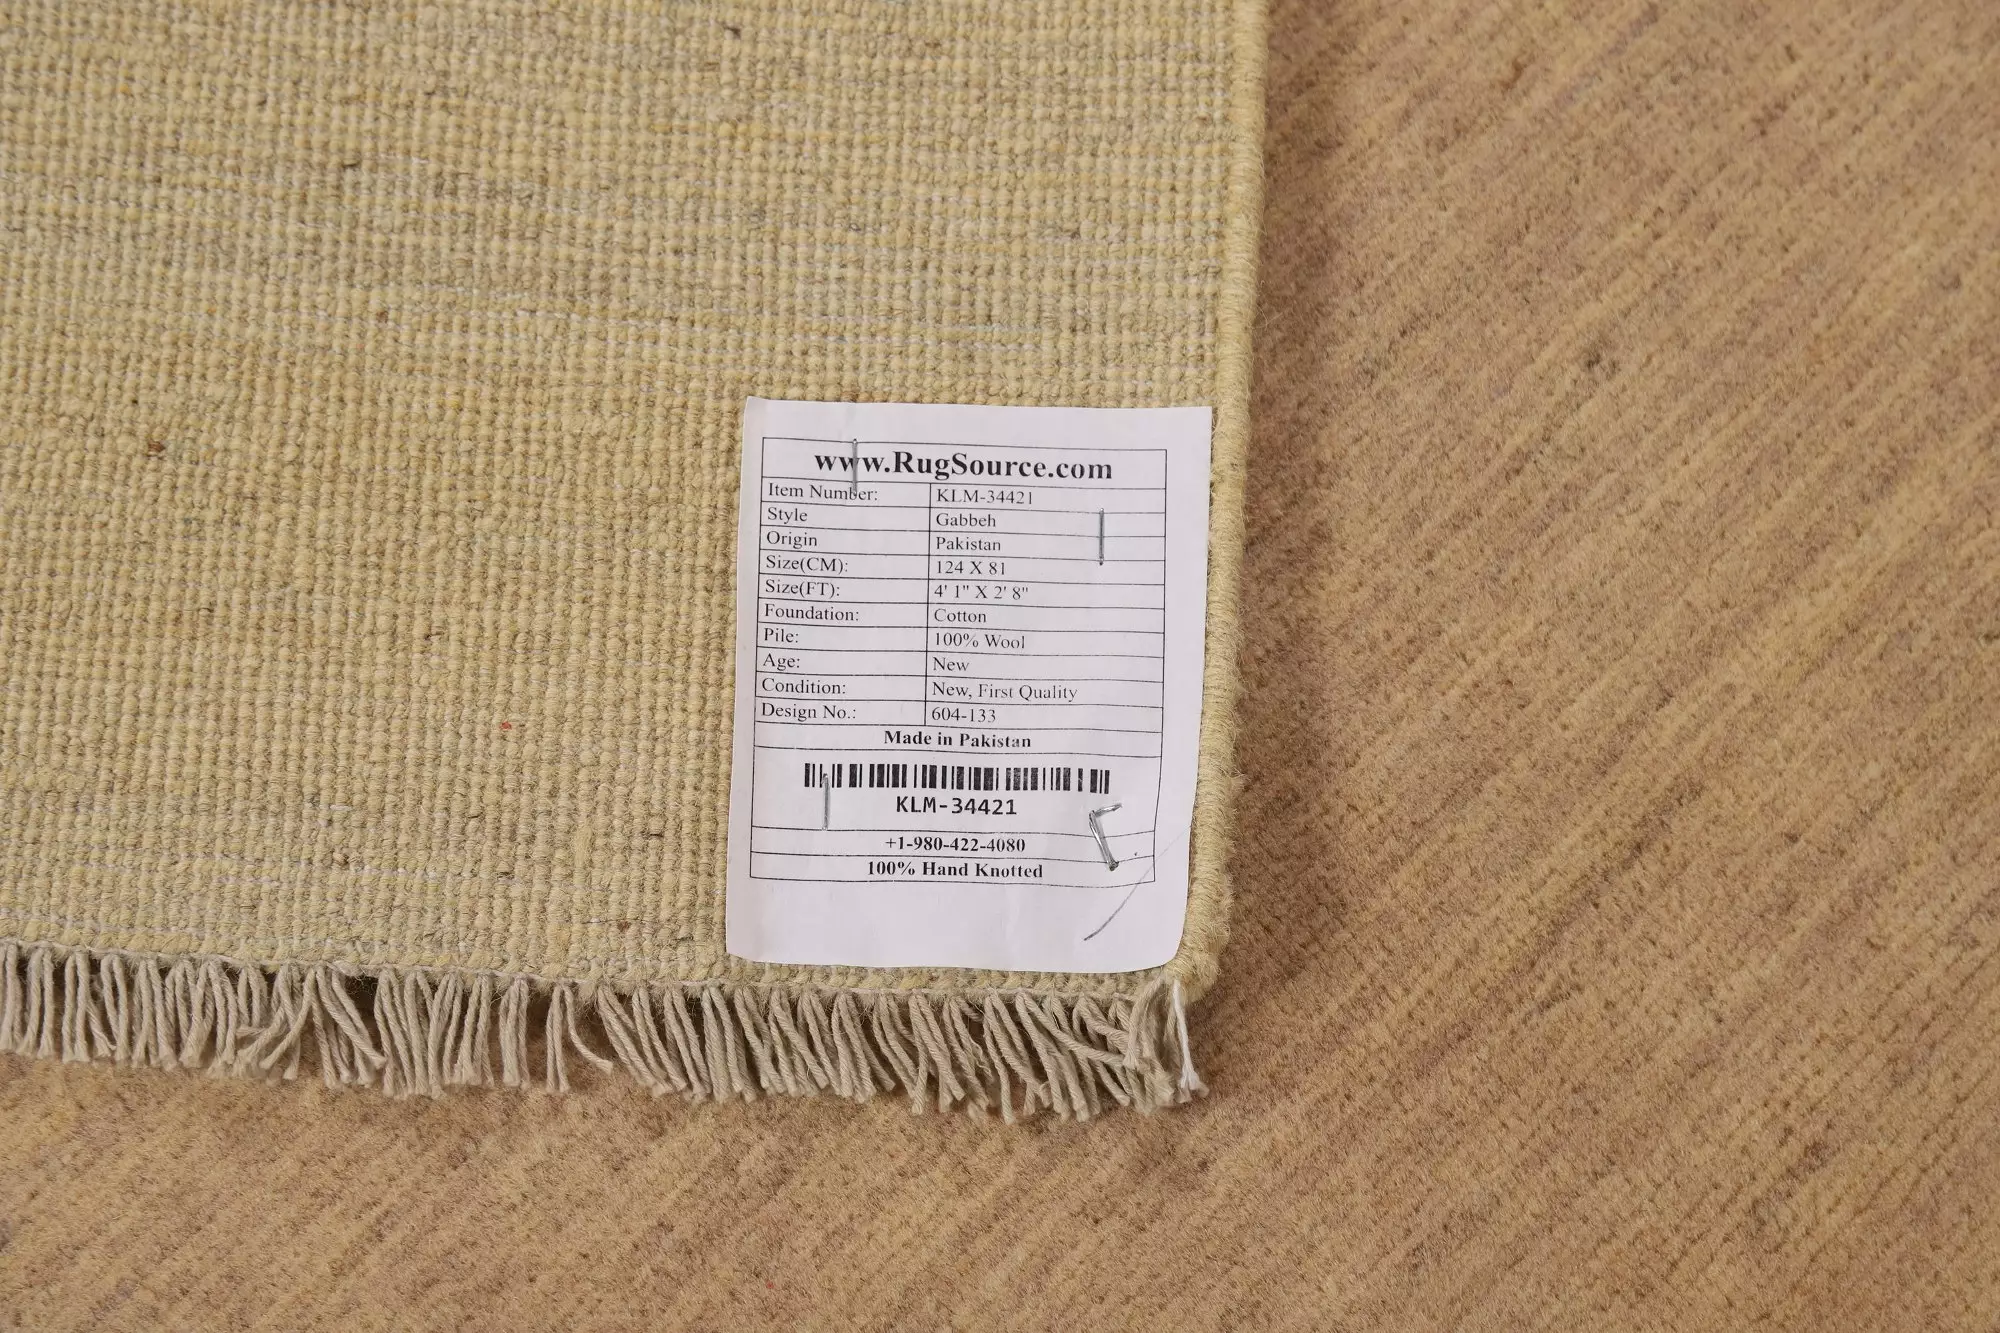 www.RugSource.com
Item Number: KLM-34421
Style Gabbeh
Origin Pakistan
Size(CM): 124 X 81
Size(FT): 4' 1" X 2' 8"
Foundation: Cotton
Pile: 100% Wool
Age: New
Condition: New, First Quality
Design No.: 604-133
Made in Pakistan
KLM-34421
+1-980-422-4080
100% Hand Knotted